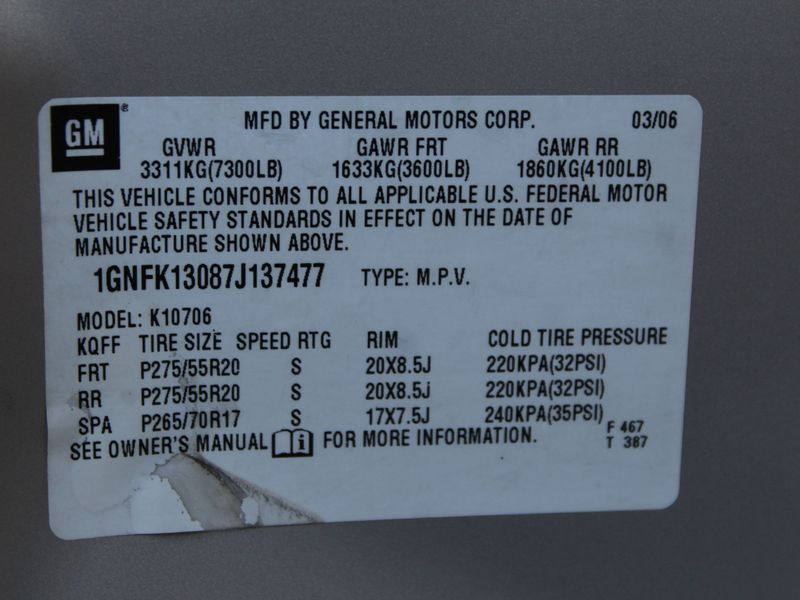 GM ®
MFD BY GENERAL MOTORS CORP. 03/06
GVWR GAWR FRT GAWR RR
3311KG(7300LB) 1633KG(3600LB) 1860KG(4100LB)
THIS VEHICLE CONFORMS TO ALL APPLICABLE U.S. FEDERAL MOTOR
VEHICLE SAFETY STANDARDS IN EFFECT ON THE DATE OF
MANUFACTURE SHOWN ABOVE.
1GNFK13087J137477 TYPE: M.P.V.
MODEL: K10706
KQFF TIRE SIZE SPEED RTG RIM COLD TIRE PRESSURE
FRT P275/55R20 S 20X8.5J 220KPA(32PSI)
RR P275/55R20 S 20X8.5J 220KPA(32PSI)
SPA P265/70R17 S 17X7.5J 240KPA(35PSI)
SEE OWNER'S MANUAL i FOR MORE INFORMATION.
F 467
T 387